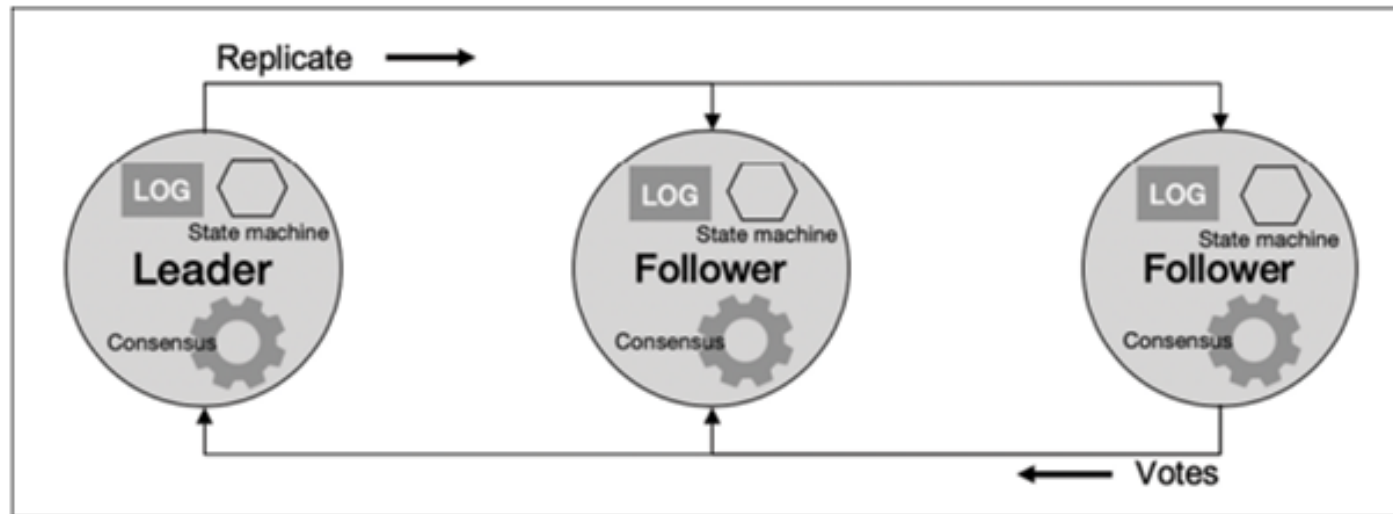 Replicate
LOG
State machine
Leader
Consensus
LOG
State machine
Follower
Consensus
LOG
State machine
Follower
Consensus
Votes